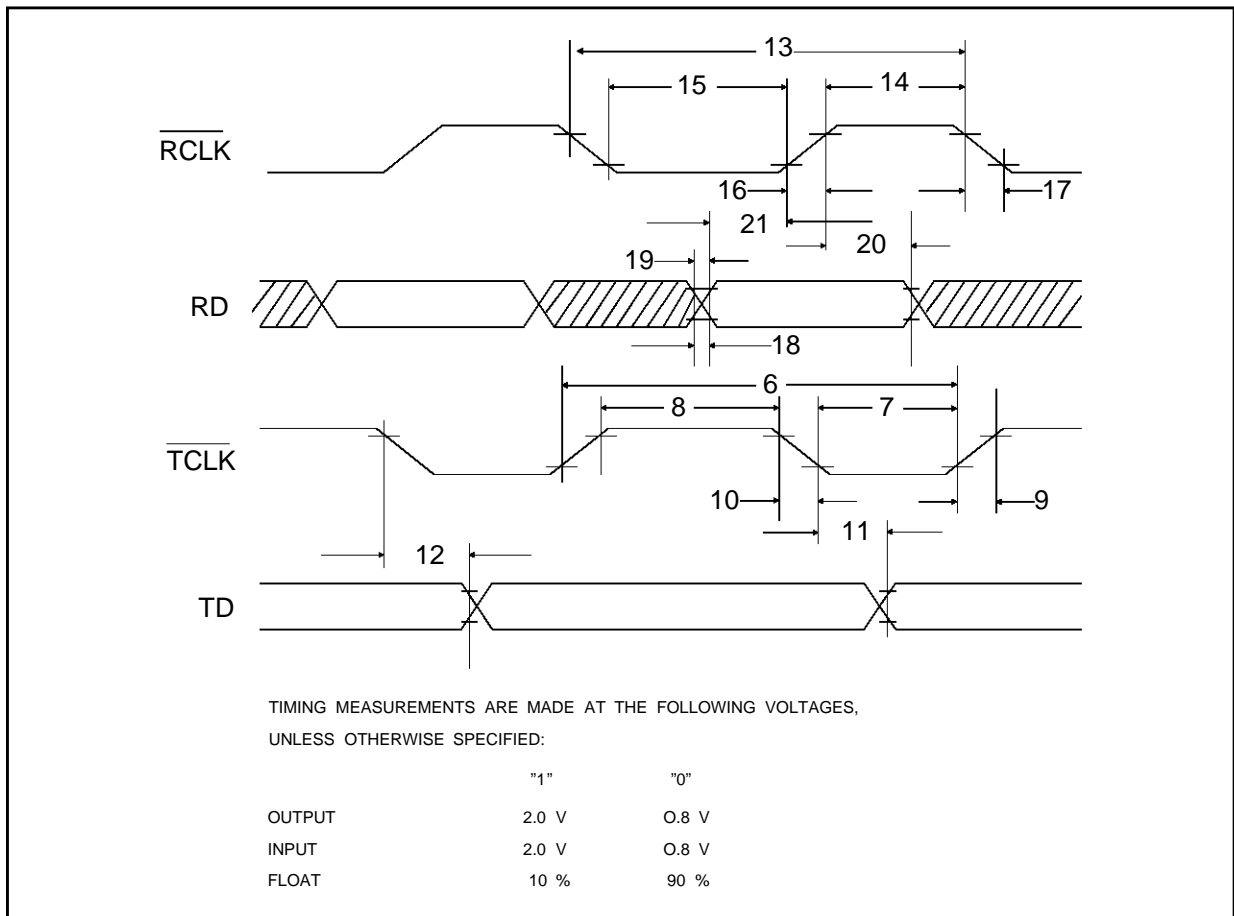 13
15
14
RCLK
16
17
21
20
19
RD
18
6
8
7
TCLK
10
9
11
12
TD
TIMING MEASUREMENTS ARE MADE AT THE FOLLOWING VOLTAGES,
UNLESS OTHERWISE SPECIFIED:
"1" "0"
OUTPUT 2.0 V O.8 V
INPUT 2.0 V O.8 V
FLOAT 10 % 90 %